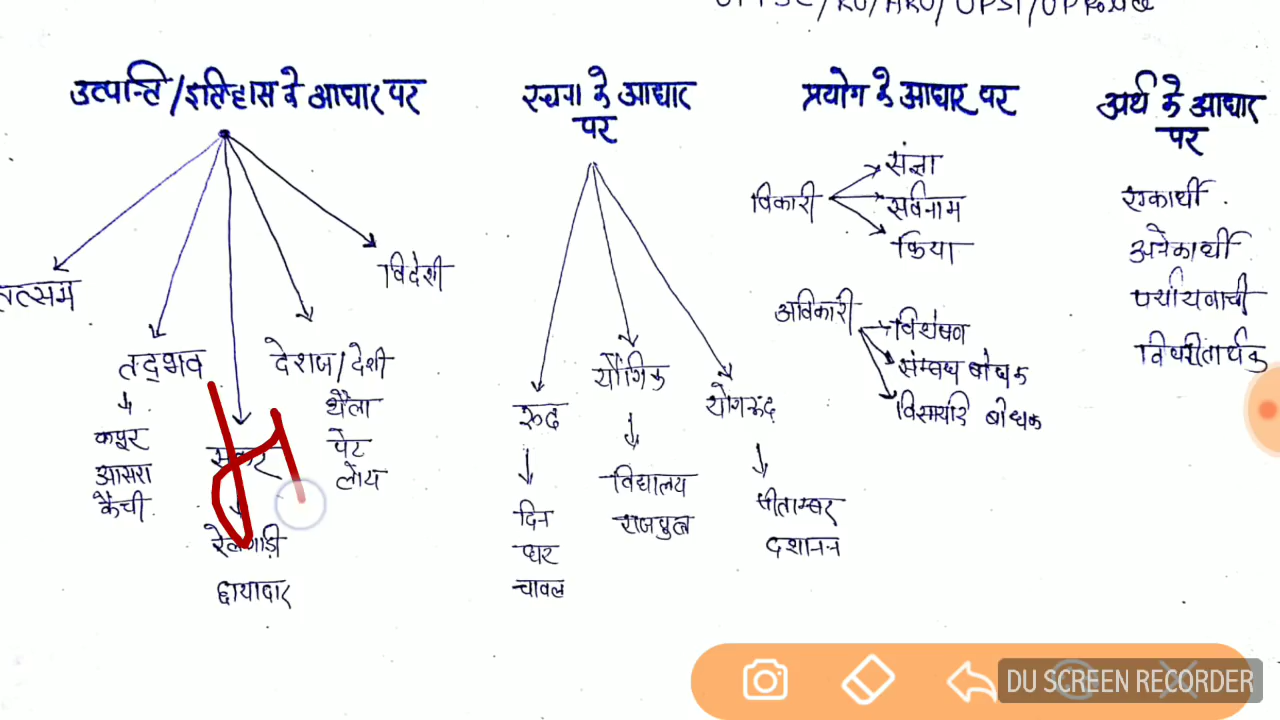 उत्पत्ति/इतिहास के आधार पर
तत्सम
तद्भव
कपूर
आसरा
कैंची
संकर
रेलगाड़ी
छायादार
देशज/देशी
थैला
पेट
विदेशी
रचना के आधार
पर
रूढ
दिन
घर
चावल
यौगिक
विद्यालय
राजपुत्र
योगरूढ
पीताम्बर
दशानन
प्रयोग के आधार पर
विकारी
संज्ञा
सर्वनाम
क्रिया
अविकारी
विशेषण
संम्बध बोधक
विस्मयादि बोधक
अर्थ के आधार
पर
एकार्थी
अनेकार्थी
पर्यायवाची
विपरीतार्थक
DU SCREEN RECORDER